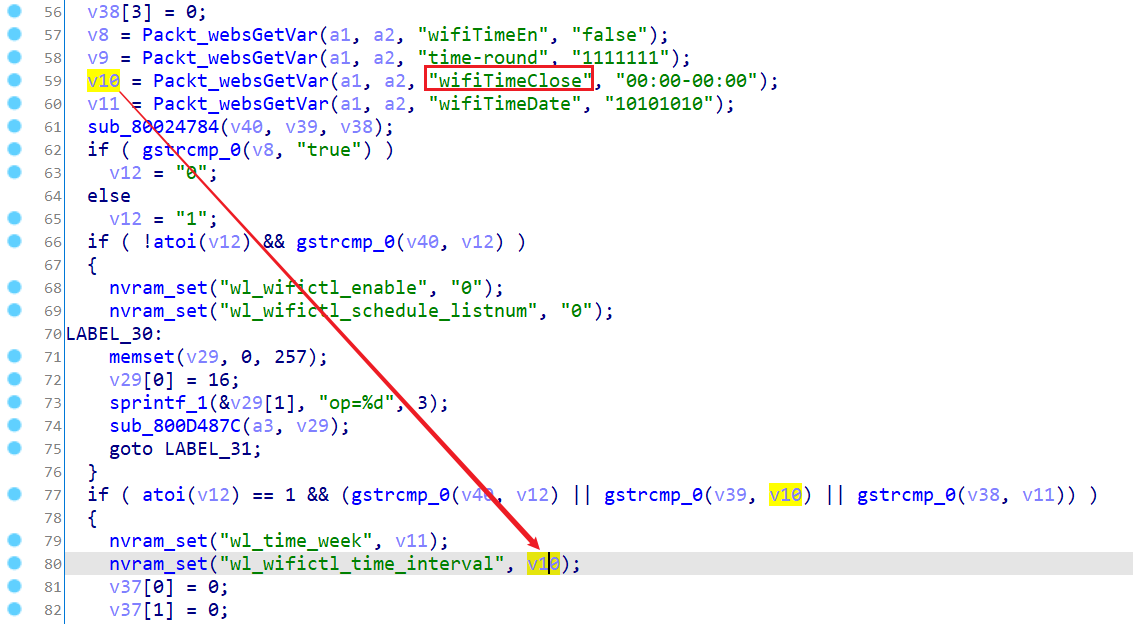 56 v38[3] = 0;
57 v8 = Packt_websGetVar(a1, a2, "wifiTimeEn", "false");
58 v9 = Packt_websGetVar(a1, a2, "time-round", "1111111");
59 v10 = Packt_websGetVar(a1, a2, "wifiTimeClose", "00:00-00:00");
60 v11 = Packt_websGetVar(a1, a2, "wifiTimeDate", "10101010");
61 sub_80024784(v40, v39, v38);
62 if ( gstrcmp_0(v8, "true") )
63 v12 = "0";
64 else
65 v12 = "1";
66 if ( !atoi(v12) && gstrcmp_0(v40, v12) )
67 {
68 nvram_set("wl_wifictl_enable", "0");
69 nvram_set("wl_wifictl_schedule_listnum", "0");
70 LABEL_30:
71 memset(v29, 0, 257);
72 v29[0] = 16;
73 sprintf_1(&v29[1], "op=%d", 3);
74 sub_800D487C(a3, v29);
75 goto LABEL_31;
76 }
77 if ( atoi(v12) == 1 && (gstrcmp_0(v40, v12) || gstrcmp_0(v39, v10) || gstrcmp_0(v38, v11)) )
78 {
79 nvram_set("wl_time_week", v11);
80 nvram_set("wl_wifictl_time_interval", v10);
81 v37[0] = 0;
82 v37[1] = 0;